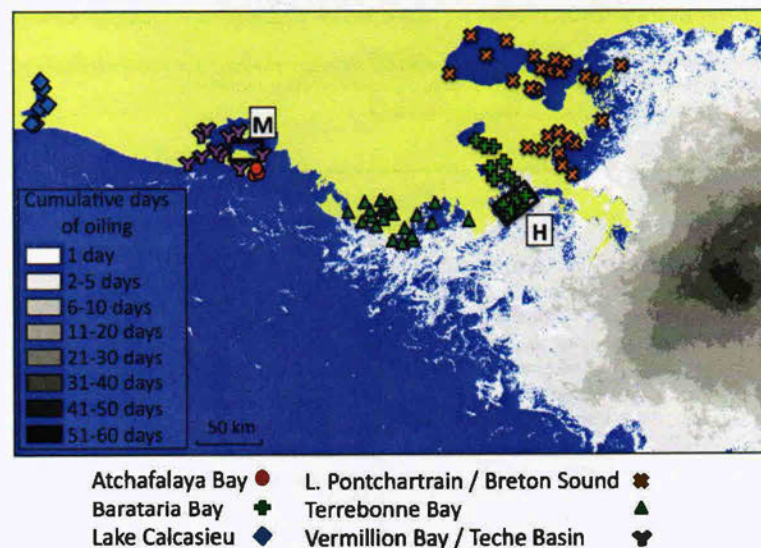 M
H
Cumulative days
of oiling
1 day
2-5 days
6-10 days
11-20 days
21-30 days
31-40 days
41-50 days
51-60 days
50 km
Atchafalaya Bay
L. Pontchartrain / Breton Sound
Barataria Bay
Terrebonne Bay
Lake Calcasieu
Vermillion Bay / Teche Basin